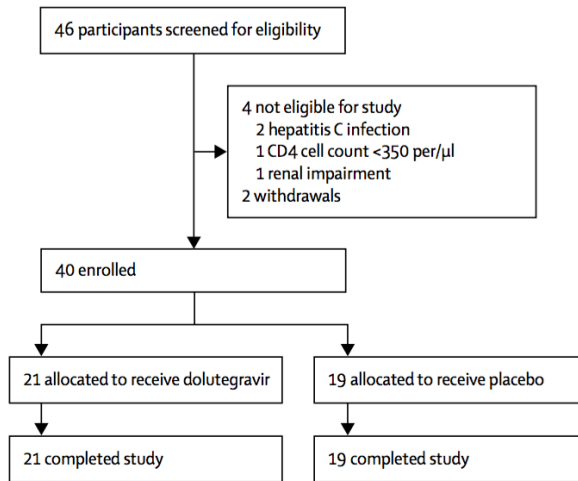 46 participants screened for eligibility
4 not eligible for study
2 hepatitis C infection
1 CD4 cell count <350 per/µl
1 renal impairment
2 withdrawals
40 enrolled
21 allocated to receive dolutegravir
19 allocated to receive placebo
21 completed study
19 completed study